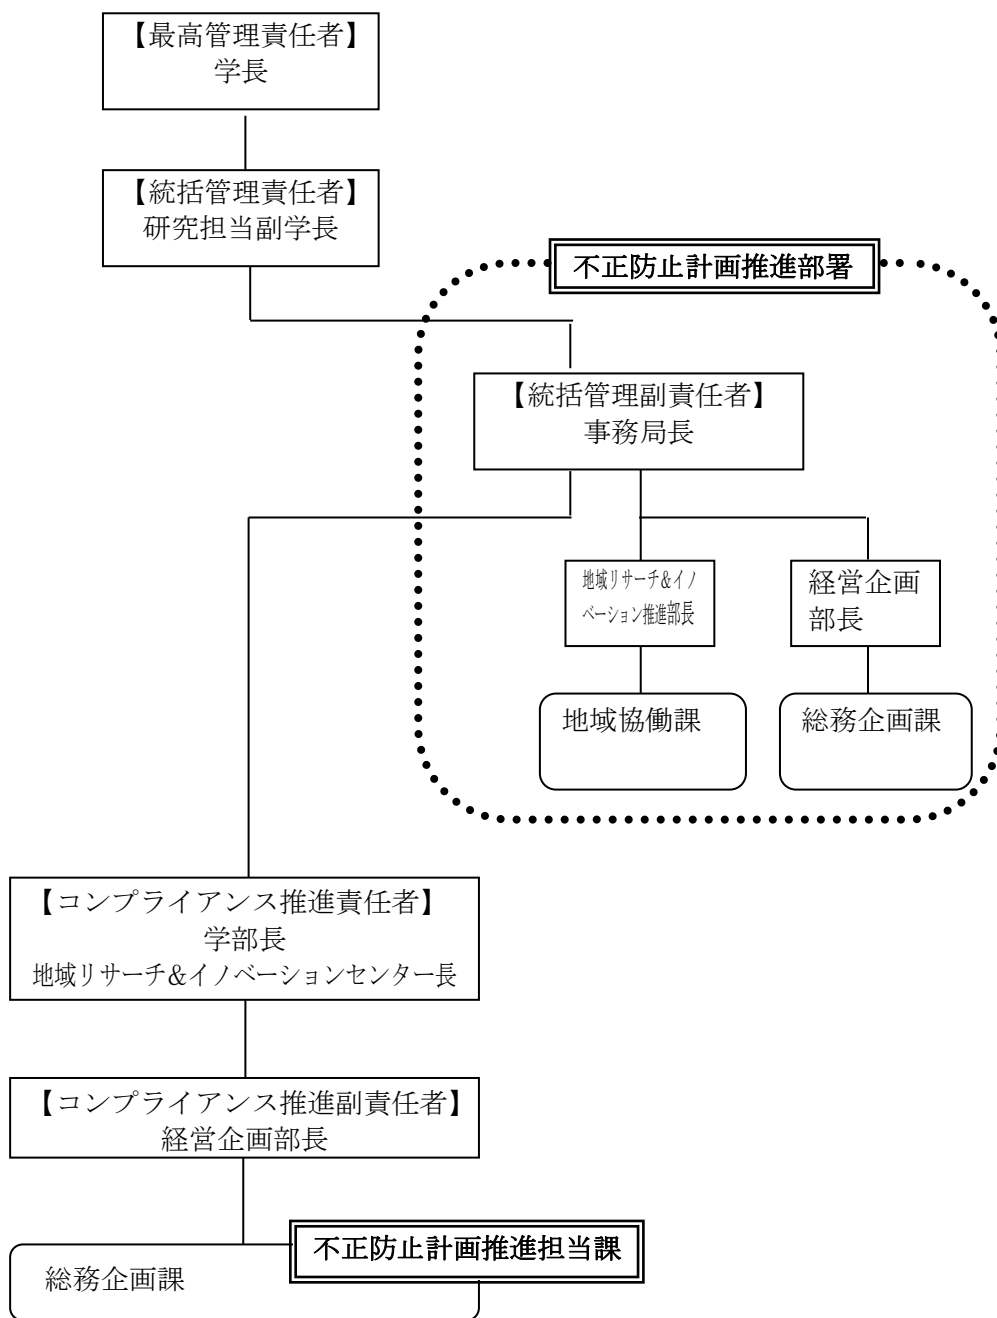 【最高管理責任者】
学長
【統括管理責任者】
研究担当副学長
不正防止計画推進部署
【統括管理副責任者】
事務局長
地域リサーチ&イノ
ベーション推進部長
経営企画
部長
地域協働課
総務企画課
【コンプライアンス推進責任者】
学部長
地域リサーチ&イノベーションセンター長
【コンプライアンス推進副責任者】
経営企画部長
不正防止計画推進担当課
総務企画課